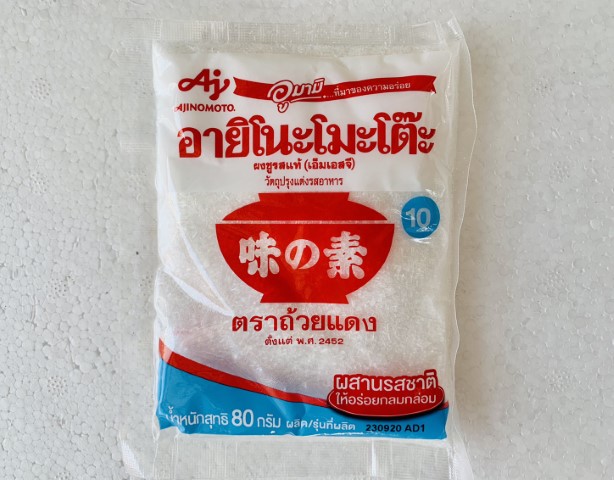 Aj
AJINOMOTO.
อูมามิ
...ที่มาของความอร่อย
อายิโนะโมะโต๊ะ
ผงชูรสแท้ (เอ็มเอสจี)
วัตถุปรุงแต่งรสอาหาร
10
味の素
ตราถ้วยแดง
ตั้งแต่ พ.ศ. 2452
ผสานรสชาติ
ให้อร่อยกลมกล่อม
น้ำหนักสุทธิ 80 กรัม ผลิต/รุ่นที่ผลิต 230920 AD1